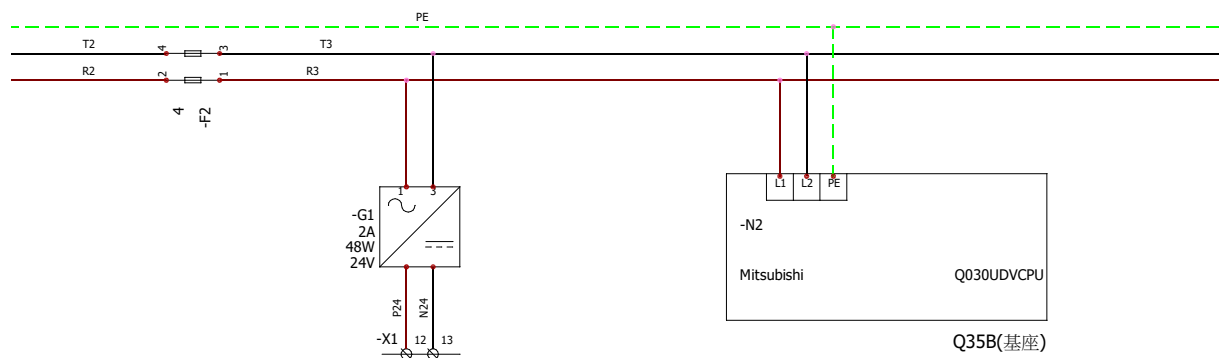 PE
T2 4 3 T3
R2 2 1 R3
4 -F2
1 3
L1 L2 PE
-G1
2A
48W
24V
-N2
Mitsubishi Q030UDVCPU
P24 N24
-X1 12 13
Q35B(基座)